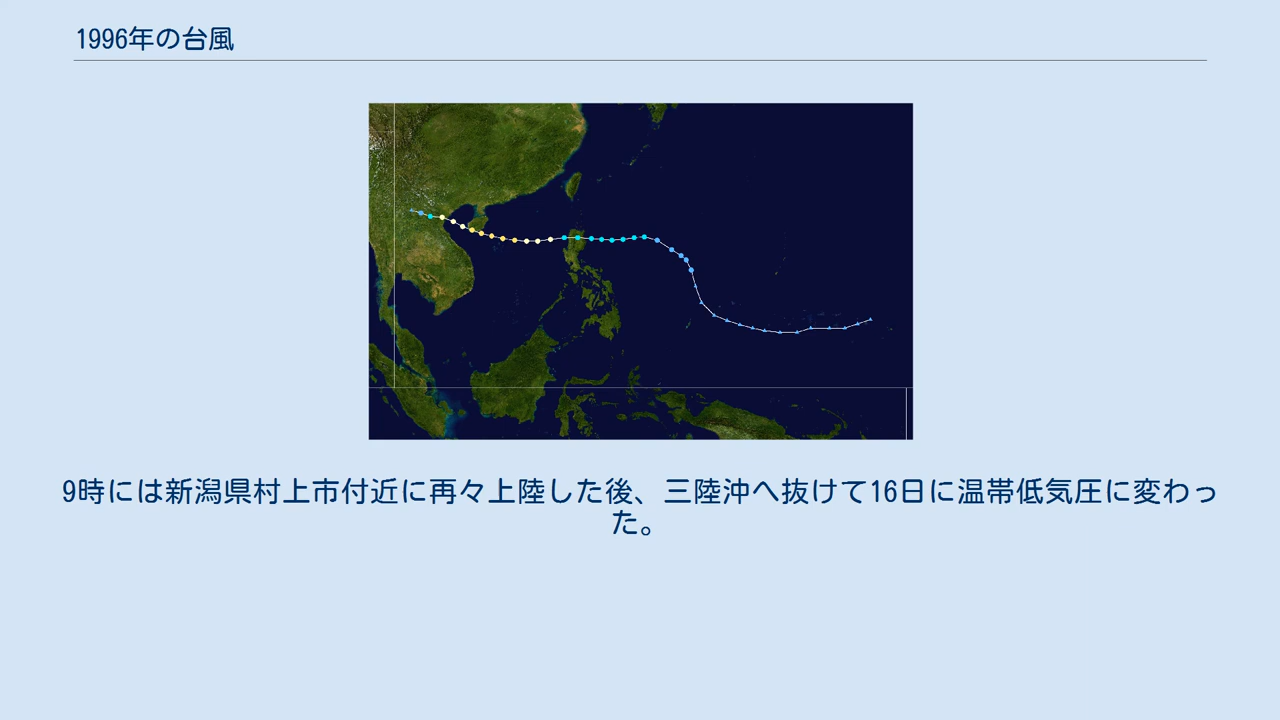 1996年の台風
9時には新潟県村上市付近に再々上陸した後、三陸沖へ抜けて16日に温帯低気圧に変わっ
た。